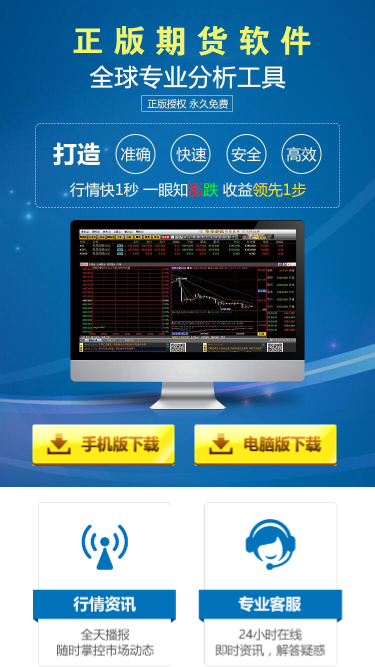 正版期货软件
全球专业分析工具
正版授权 永久免费
打造 准确 快速 安全 高效
行情快1秒 一眼知涨跌 收益领先1步
手机版下载 电脑版下载
行情资讯 专业客服
全天播报 24小时在线
随时掌控市场动态 即时资讯，解答疑惑